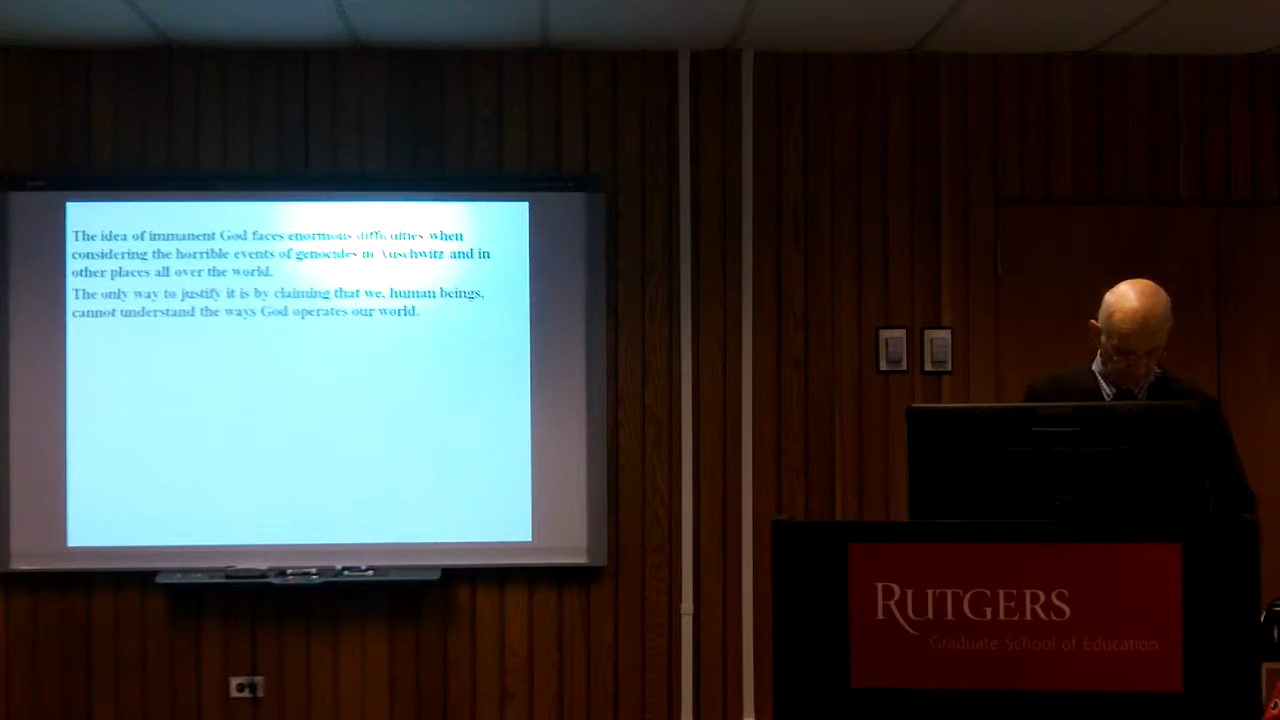 The idea of immanent God faces enormous difficulties when
considering the horrible events of genocides in Auschwitz and in
other places all over the world.
The only way to justify it is by claiming that we, human beings,
cannot understand the ways God operates our world.
RUTGERS
Graduate School of Education